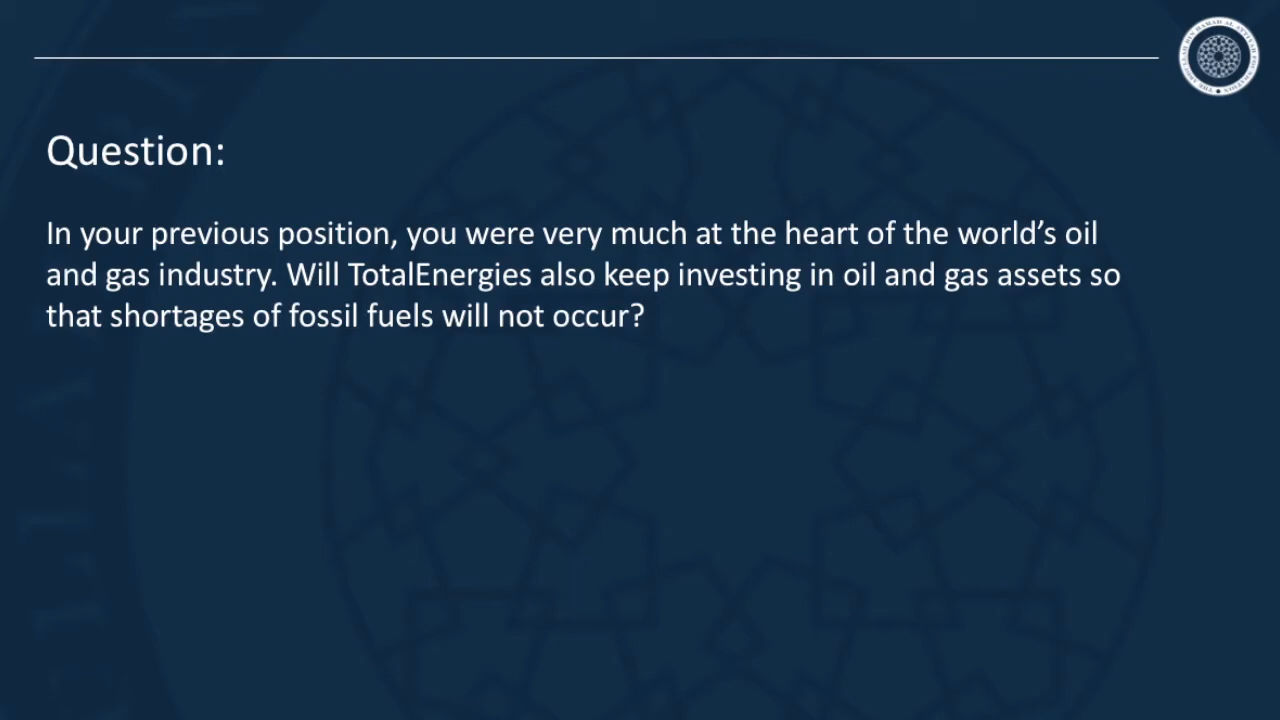 Question:
In your previous position, you were very much at the heart of the world’s oil
and gas industry. Will TotalEnergies also keep investing in oil and gas assets so
that shortages of fossil fuels will not occur?